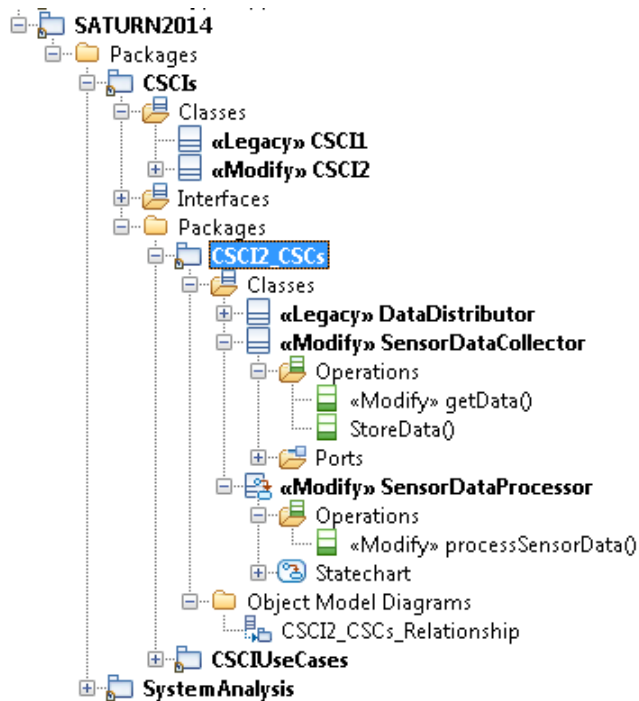 SATURN2014
Packages
CSCIs
Classes
«Legacy» CSCI1
«Modify» CSCI2
Interfaces
Packages
CSCI2_CSCs
Classes
«Legacy» DataDistributor
«Modify» SensorDataCollector
Operations
«Modify» getData()
StoreData()
Ports
«Modify» SensorDataProcessor
Operations
«Modify» processSensorData()
Statechart
Object Model Diagrams
CSCI2_CSCs_Relationship
CSCIUseCases
SystemAnalysis